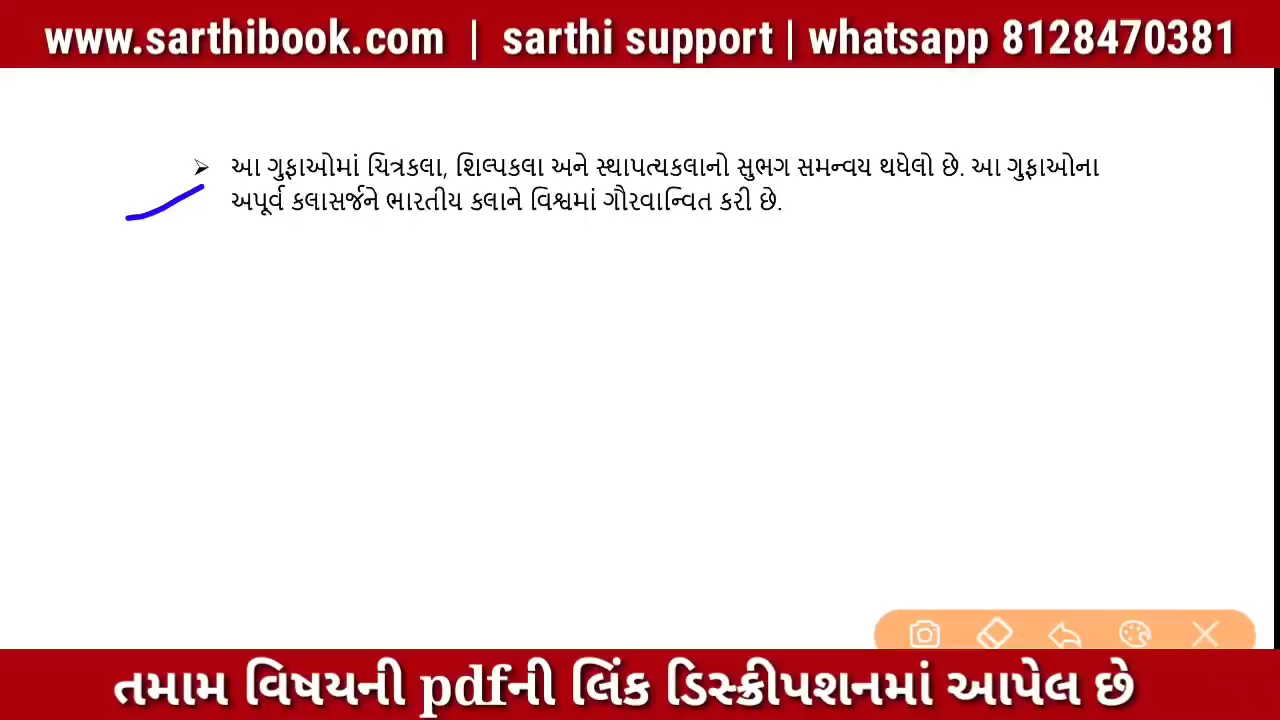 www.sarthibook.com | sarthi support | whatsapp 8128470381
➢ આ ગુફાઓમાં ચિત્રકલા, શિલ્પકલા અને સ્થાપત્યકલાનો સુભગ સમન્વય થયેલો છે. આ ગુફાઓના
અપૂર્વ કલાસર્જને ભારતીય કલાને વિશ્વમાં ગૌરવાન્વિત કરી છે.
તમામ વિષયની pdfની લિંક ડિસ્ક્રીપશનમાં આપેલ છે